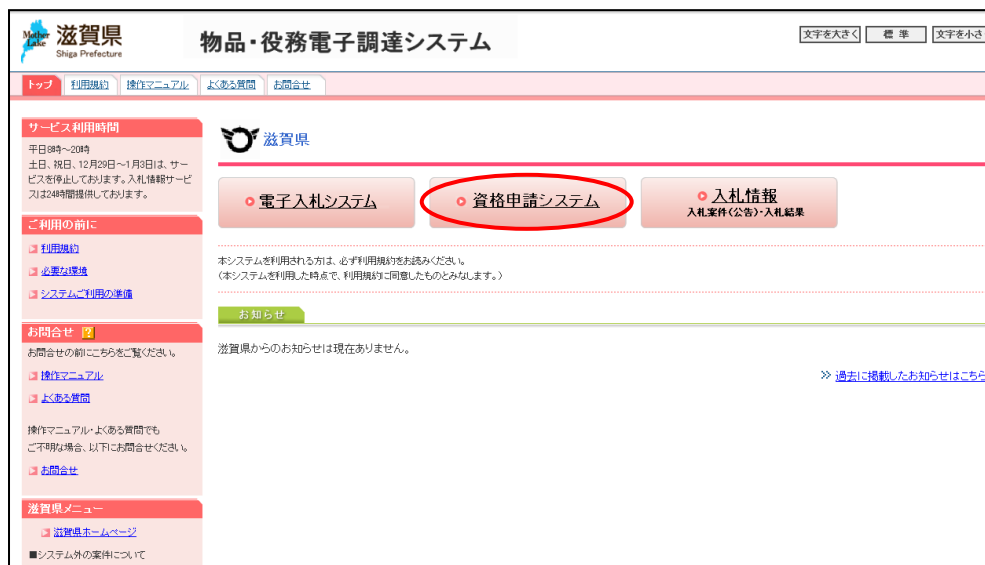 Mother Lake
滋賀県
Shiga Prefecture
物品・役務電子調達システム
文字を大きく 標 準 文字を小さ
トップ 利用規約 操作マニュアル よくある質問 お問合せ
サービス利用時間
平日8時～20時
土日、祝日、12月29日～1月3日は、サー
ビスを停止しております。入札情報サービ
スは24時間提供しております。
ご利用の前に
利用規約
必要な環境
システムご利用の準備
お問合せ ?
お問合せの前にこちらをご覧ください。
操作マニュアル
よくある質問
操作マニュアル・よくある質問でも
ご不明な場合、以下にお問合せください。
お問合せ
滋賀県メニュー
滋賀県ホームページ
■システム外の案件について
滋賀県
電子入札システム
資格申請システム
入札情報
入札案件(公告)・入札結果
本システムを利用される方は、必ず利用規約をお読みください。
（本システムを利用した時点で、利用規約に同意したものとみなします。）
お知らせ
滋賀県からのお知らせは現在ありません。
≫ 過去に掲載したお知らせはこちら